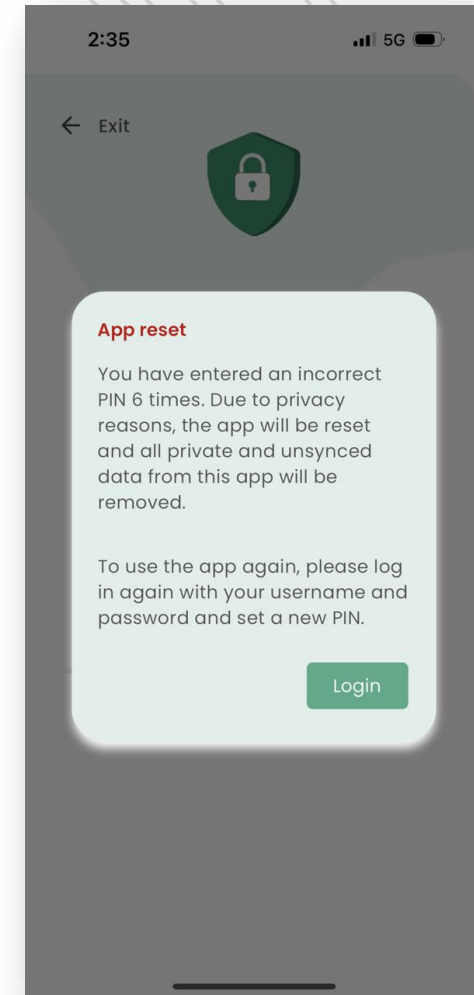 2:35
5G
Exit
App reset
You have entered an incorrect
PIN 6 times. Due to privacy
reasons, the app will be reset
and all private and unsynced
data from this app will be
removed.
To use the app again, please log
in again with your username and
password and set a new PIN.
Login